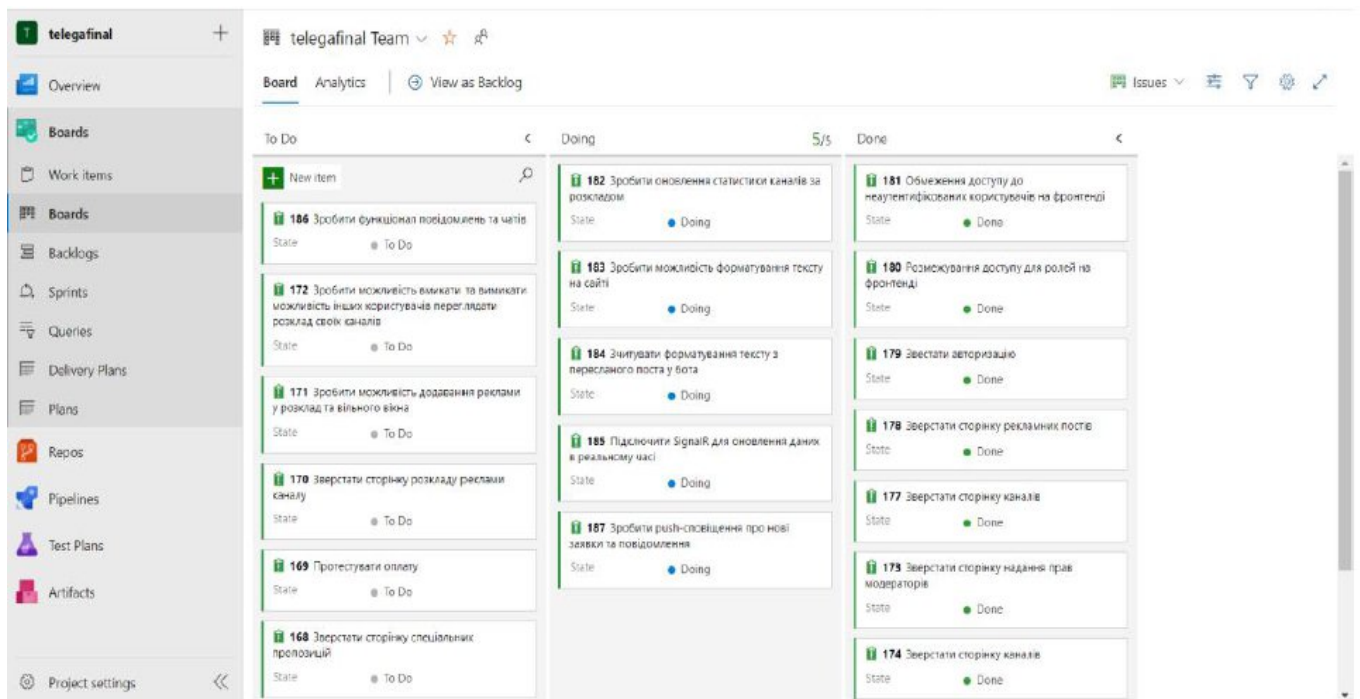 T telegafinal
Overview
Boards
Work items
Boards
Backlogs
Sprints
Queries
Delivery Plans
Plans
Repos
Pipelines
Test Plans
Artifacts
Project settings
telegafinal Team
Board Analytics View as Backlog
Issues
To Do
New item
186 Зробити функціонал повідомлень та чатів
State To Do
172 Зробити можливість вмикати та вимикати
можливість інших користувачів переглядати
розклад своїх каналів
State To Do
171 Зробити можливість додавання реклами
у розклад та вільного вікна
State To Do
170 Зверстати сторінку розкладу реклами
каналу
State To Do
169 Протестувати оплату
State To Do
168 Зверстати сторінку спеціальних
пропозицій
State To Do
Doing 5/5
182 Зробити оновлення статистики каналів за
розкладом
State Doing
183 Зробити можливість форматування тексту
на сайті
State Doing
184 Зчитувати форматування тексту з
пересланого поста у бота
State Doing
185 Підключити SignalR для оновлення даних
в реальному часі
State Doing
187 Зробити push-сповіщення про нові
заявки та повідомлення
State Doing
Done
181 Обмеження доступу до
неаутентифікованих користувачів на фронтенді
State Done
180 Розмежування доступу для ролей на
фронтенді
State Done
179 Звестати авторизацію
State Done
178 Зверстати сторінку рекламних постів
State Done
177 Зверстати сторінку каналів
State Done
173 Зверстати сторінку надання прав
модераторів
State Done
174 Зверстати сторінку каналів
State Done